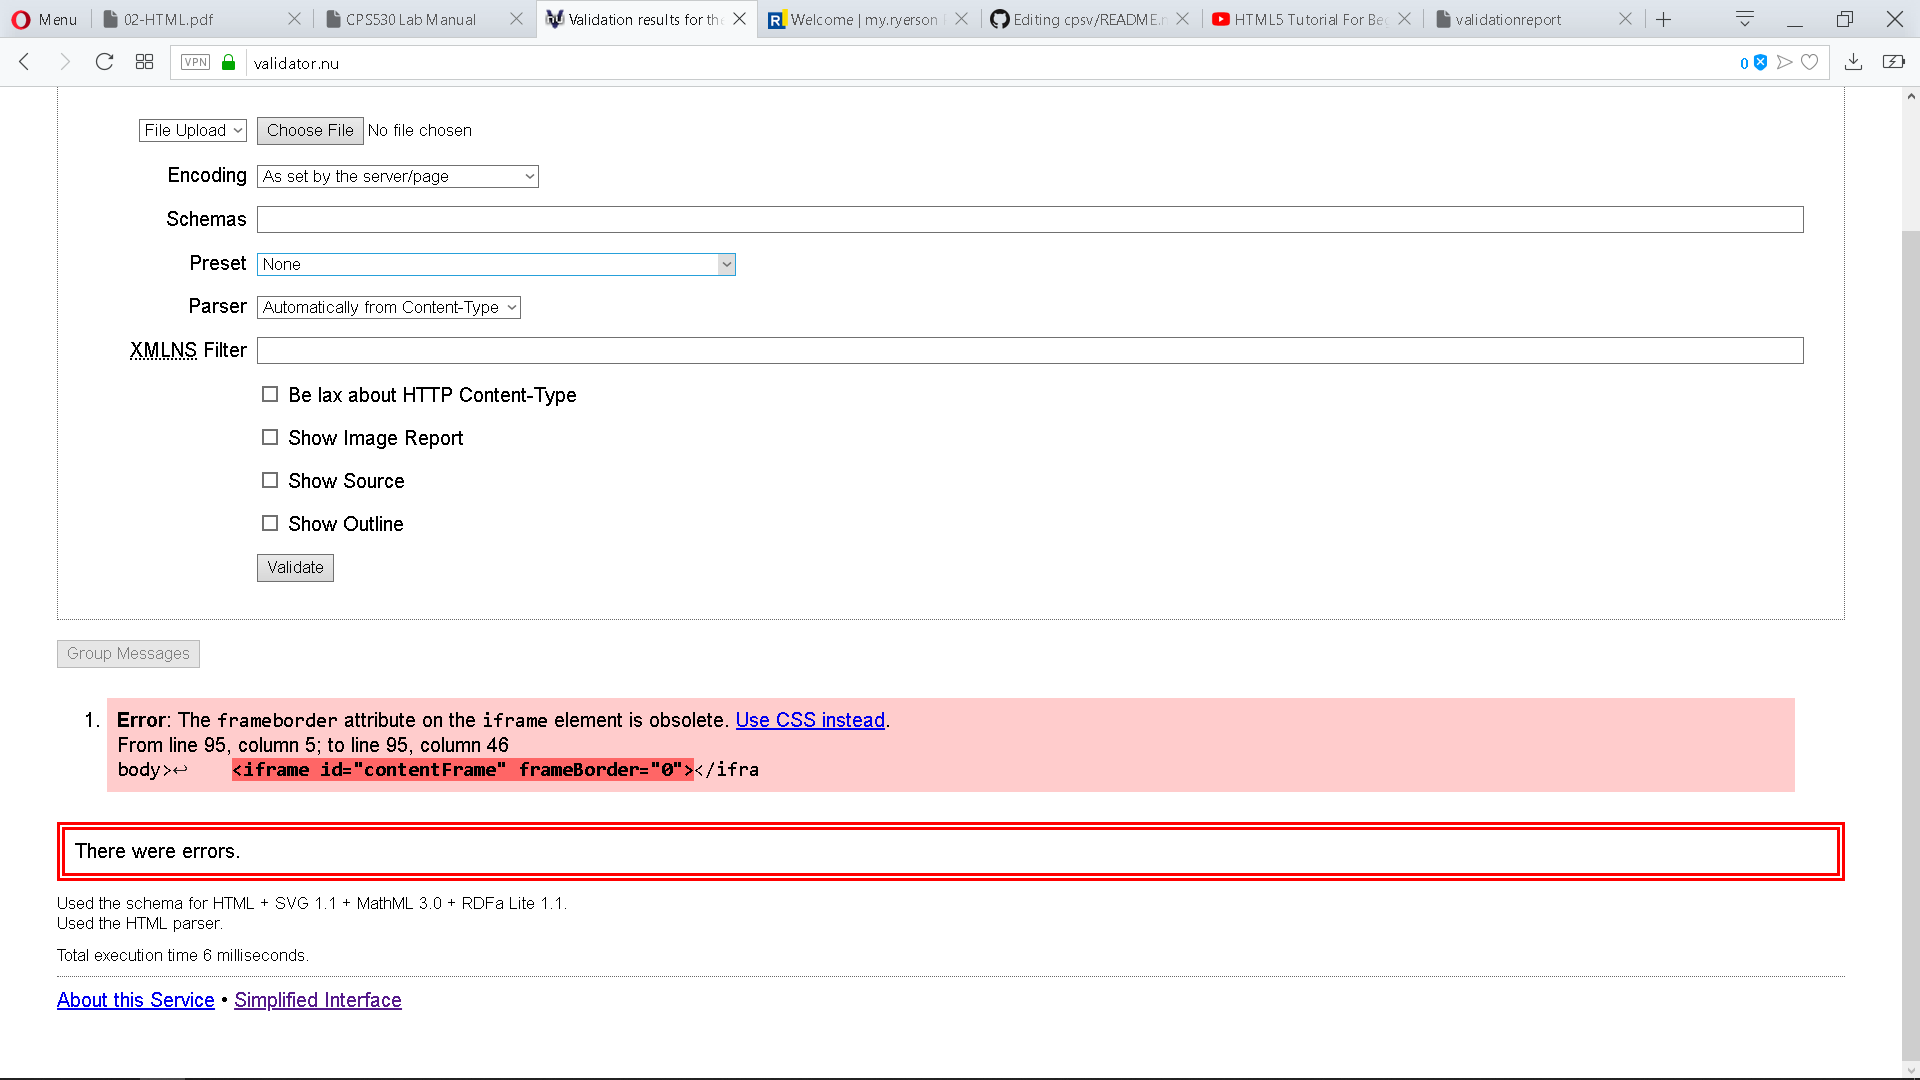 Menu
02-HTML.pdf
CPS530 Lab Manual
Validation results for the
Welcome | my.ryerson
Editing cpsv/README.m
HTML5 Tutorial For Beg
validationreport
VPN
validator.nu
0
File Upload Choose File No file chosen
Encoding As set by the server/page
Schemas
Preset None
Parser Automatically from Content-Type
XMLNS Filter
Be lax about HTTP Content-Type
Show Image Report
Show Source
Show Outline
Validate
Group Messages
1. Error: The frameborder attribute on the iframe element is obsolete. Use CSS instead.
From line 95, column 5; to line 95, column 46
body>↩    <iframe id="contentFrame" frameBorder="0"></ifra
There were errors.
Used the schema for HTML + SVG 1.1 + MathML 3.0 + RDFa Lite 1.1.
Used the HTML parser.
Total execution time 6 milliseconds.
About this Service • Simplified Interface